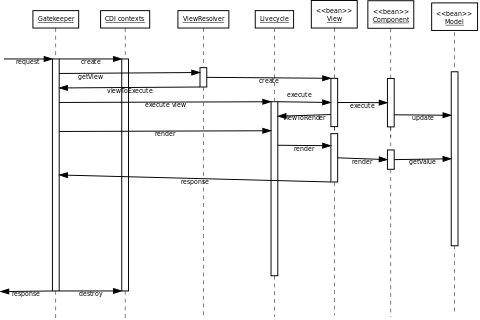 Gatekeeper
CDI contexts
ViewResolver
Livecycle
<<bean>>
View
<<bean>>
Component
<<bean>>
Model
request
create
getView
create
viewToExecute
execute
execute view
execute
viewToRender
update
render
render
render
getValue
response
response
destroy